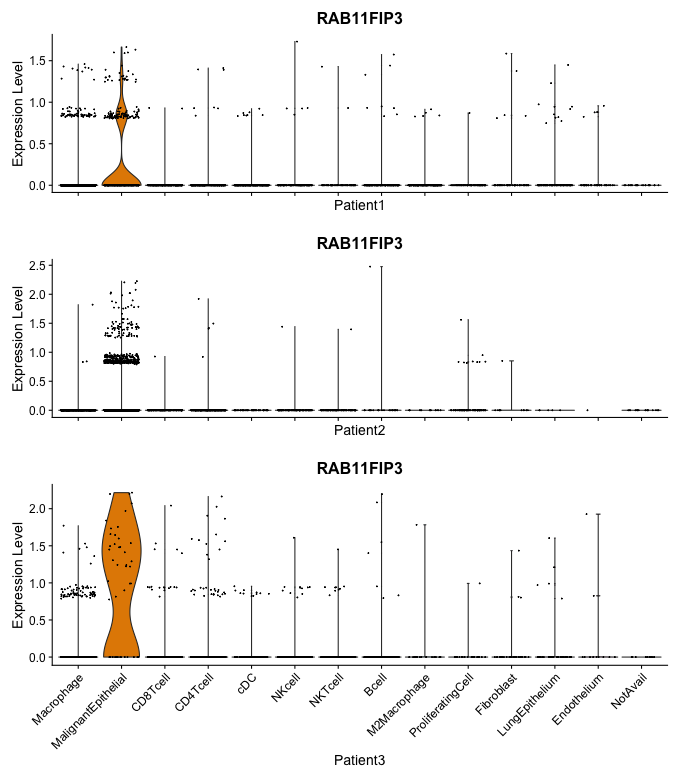 RAB11FIP3
Expression Level
1.5
1.0
0.5
0.0
Patient1
RAB11FIP3
Expression Level
2.5
2.0
1.5
1.0
0.5
0.0
Patient2
RAB11FIP3
Expression Level
2.0
1.5
1.0
0.5
0.0
Macrophage
MalignantEpithelial
CD8Tcell
CD4Tcell
cDC
NKcell
NKTcell
Bcell
M2Macrophage
ProliferatingCell
Fibroblast
LungEpithelium
Endothelium
NotAvail
Patient3